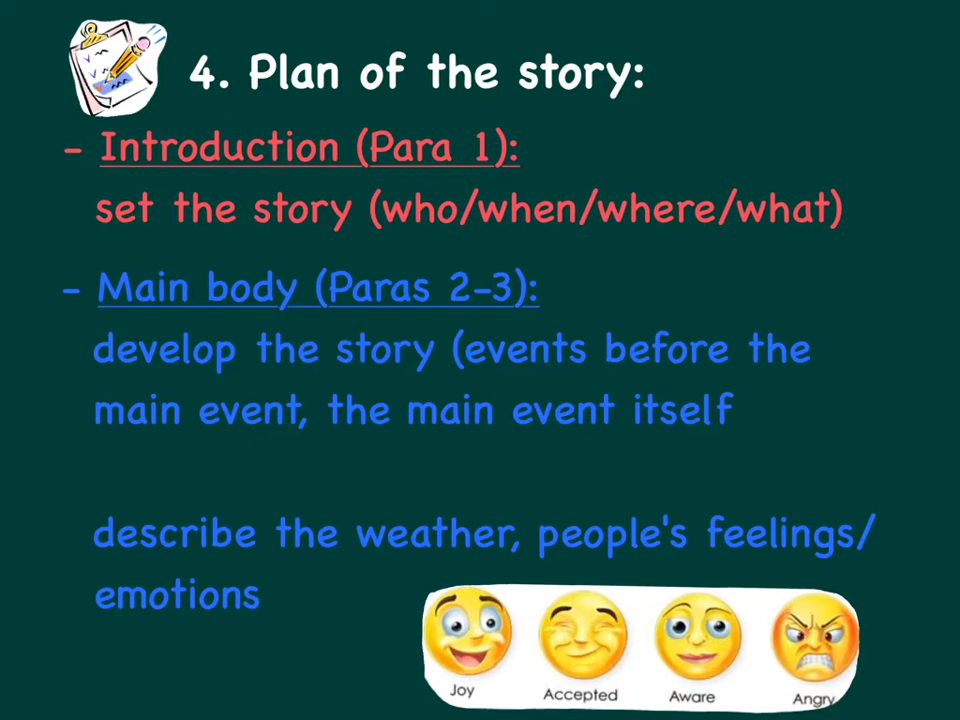 4. Plan of the story:
- Introduction (Para 1):
set the story (who/when/where/what)
- Main body (Paras 2-3):
develop the story (events before the
main event, the main event itself
describe the weather, people's feelings/
emotions
Joy Accepted Aware Angry